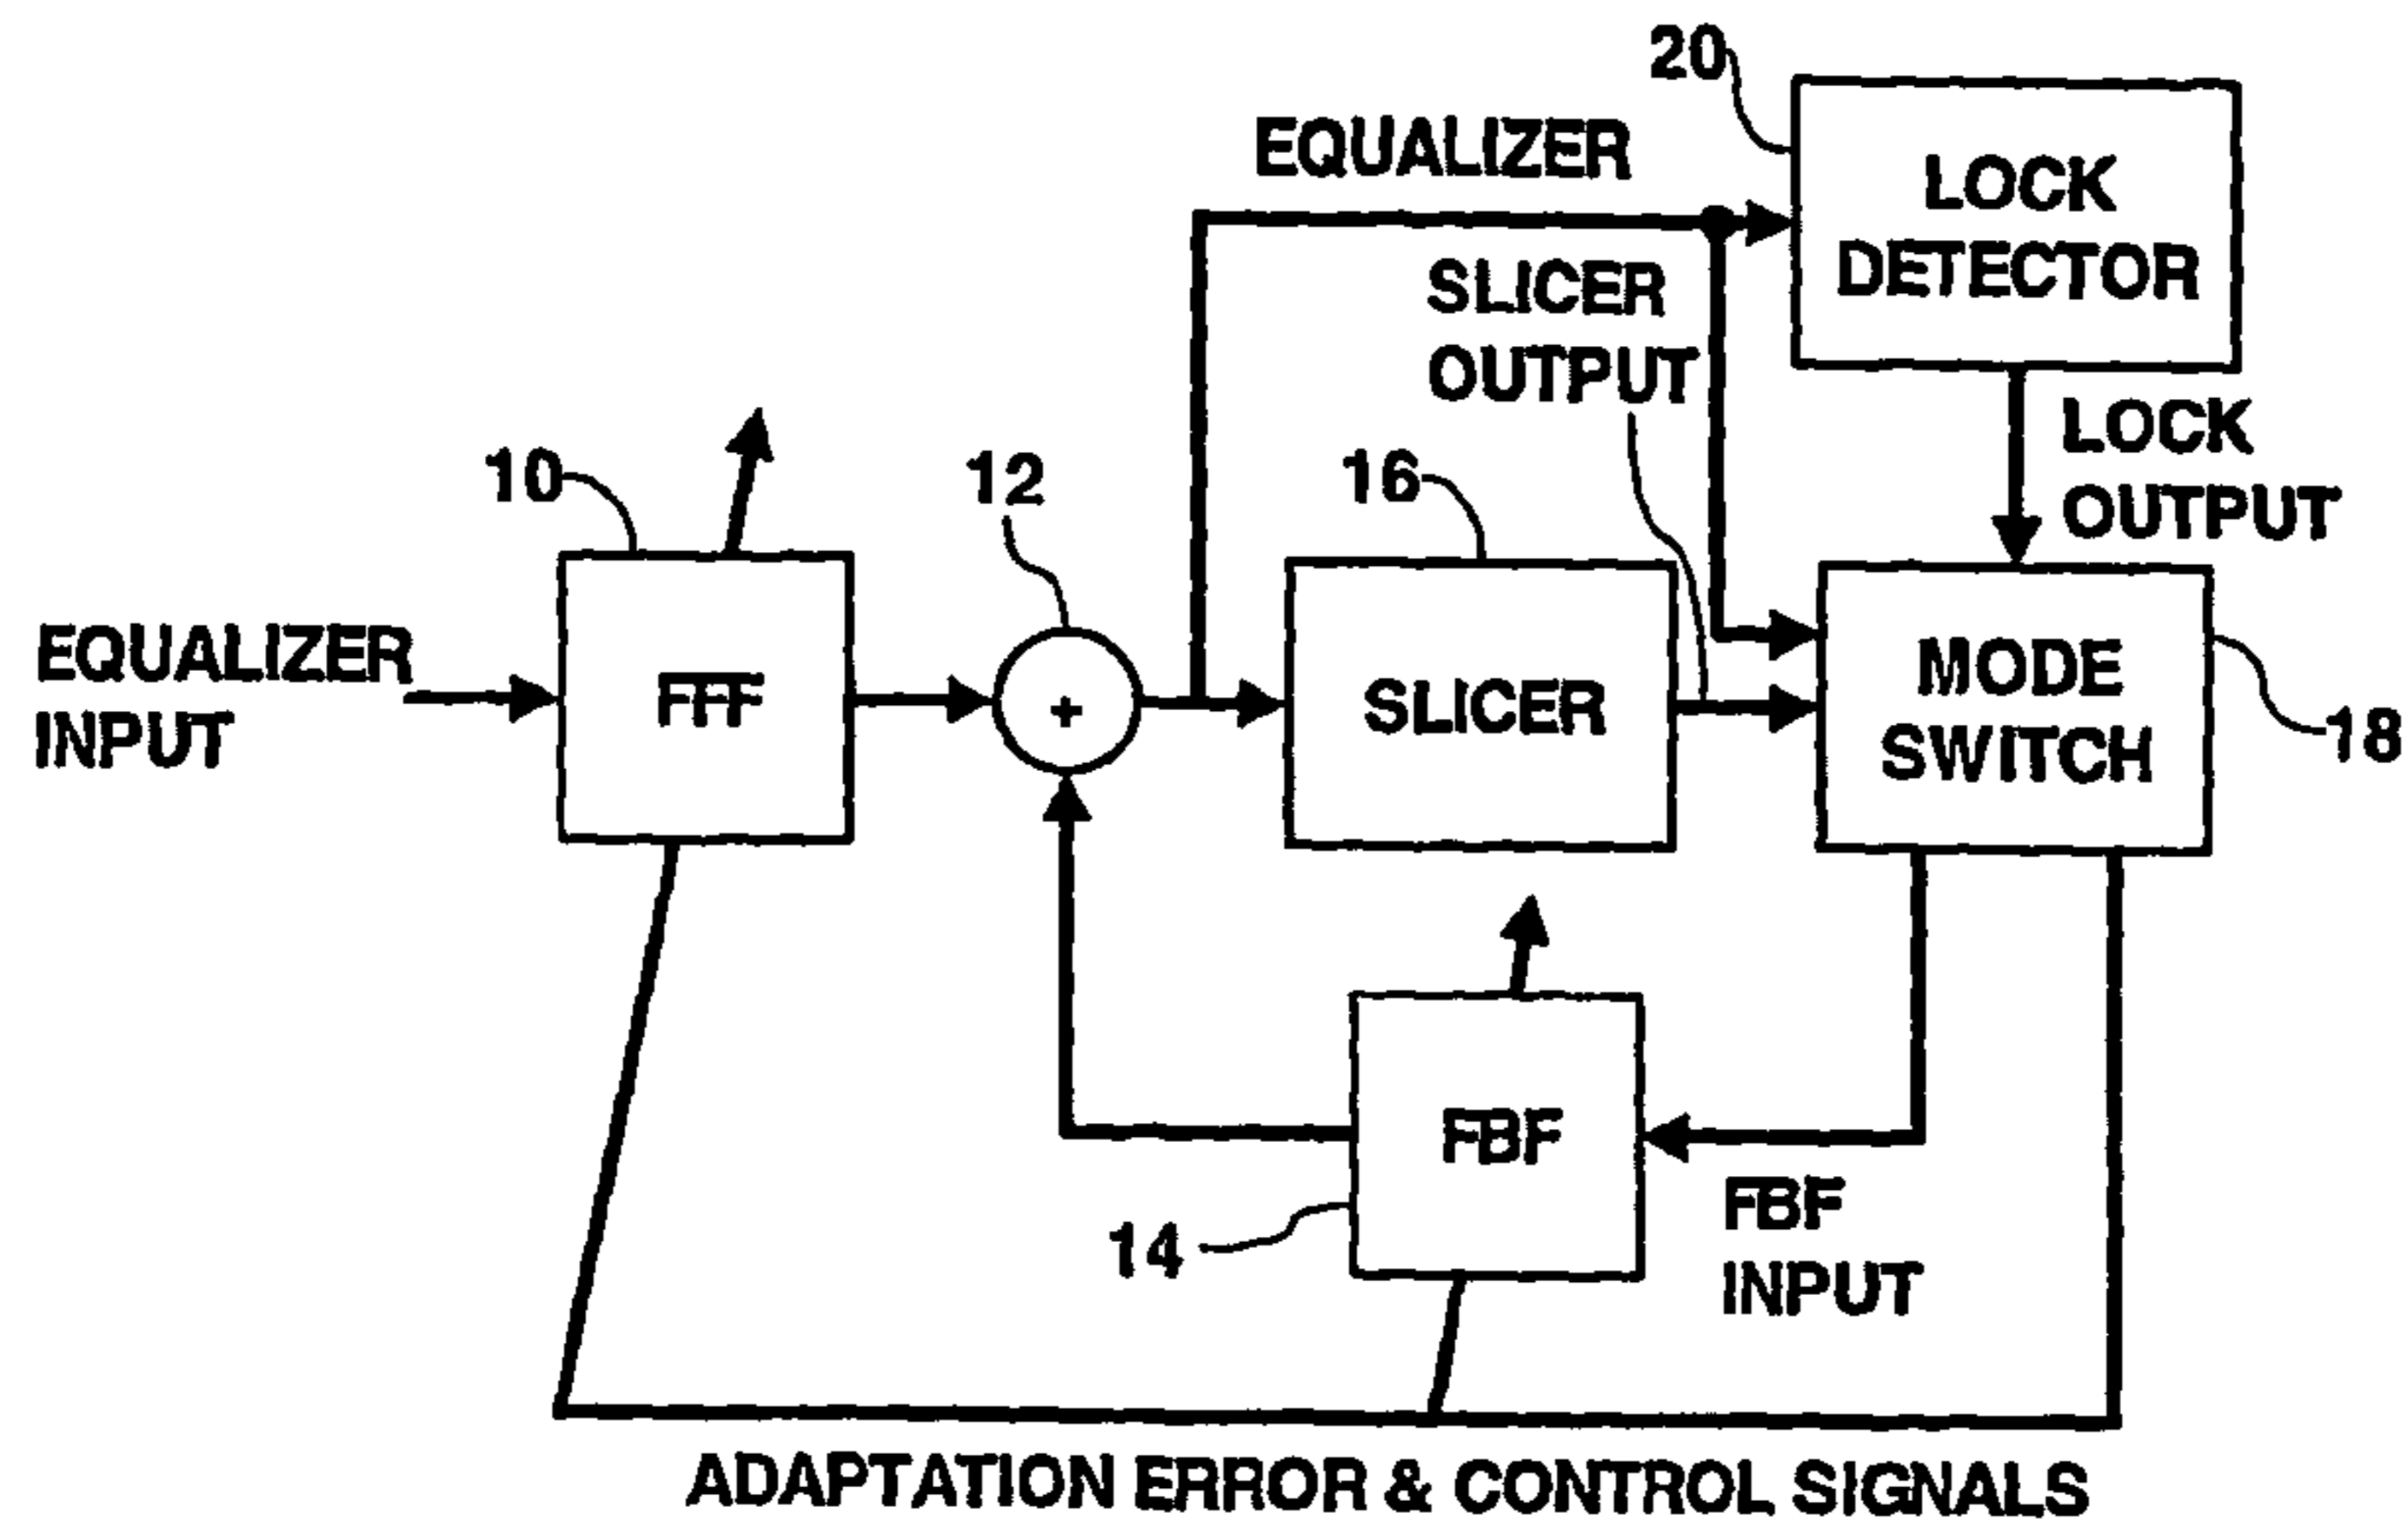 20
EQUALIZER
LOCK
DETECTOR
SLICER
OUTPUT
LOCK
OUTPUT
10
12
16
EQUALIZER
INPUT
FFF
+
SLICER
MODE
SWITCH
18
FBF
14
FBF
INPUT
ADAPTATION ERROR & CONTROL SIGNALS